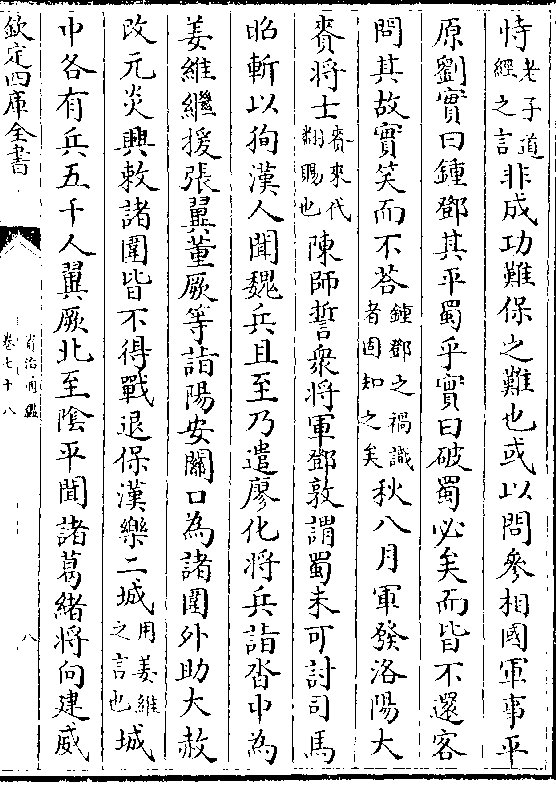 恃老子道經之言非成功難保之難也或以問參相國軍事平
原劉實曰鍾鄧其平蜀乎實曰破蜀必矣而皆不還客
問其故實笑而不答鍾鄧之禍識者固知之矣秋八月軍發洛陽大
賚將士賚來代翻賜也陳師誓衆將軍鄧敦謂蜀未可討司馬
昭斬以狥漢人聞魏兵且至乃遣廖化將兵詣沓中為
姜維繼援張翼董厥等詣陽安關口為諸圍外助大赦
改元炎興敕諸圍皆不得戰退保漢樂二城用姜維之言也城
中各有兵五千人翼厥北至隂平聞諸葛緒將向建威
欽定四庫全書
資治通鑑
卷七十八
八